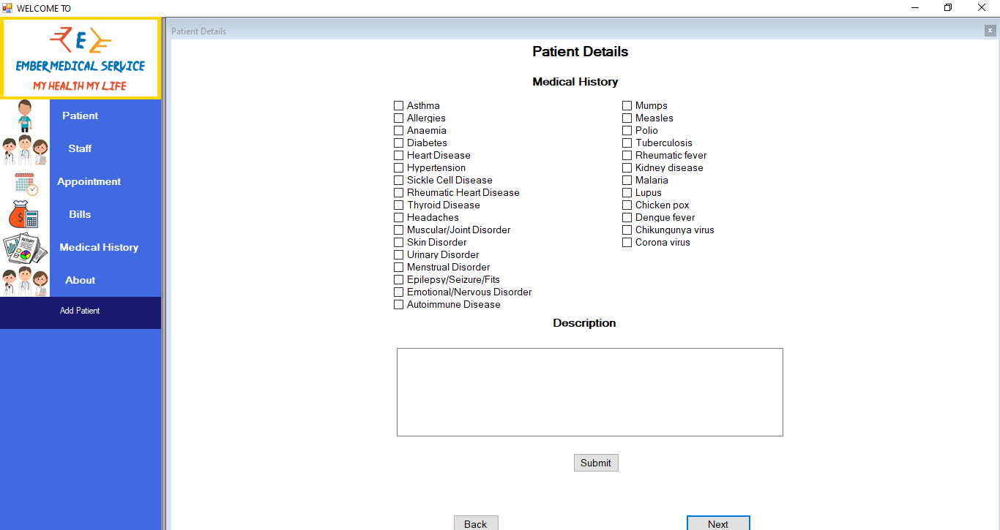 WELCOME TO
E
EMBER MEDICAL SERVICE
MY HEALTH MY LIFE
Patient
Staff
Appointment
Bills
REPORT
Medical History
About
Add Patient
Patient Details
Patient Details
Medical History
Asthma
Allergies
Anaemia
Diabetes
Heart Disease
Hypertension
Sickle Cell Disease
Rheumatic Heart Disease
Thyroid Disease
Headaches
Muscular/Joint Disorder
Skin Disorder
Urinary Disorder
Menstrual Disorder
Epilepsy/Seizure/Fits
Emotional/Nervous Disorder
Autoimmune Disease
Mumps
Measles
Polio
Tuberculosis
Rheumatic fever
Kidney disease
Malaria
Lupus
Chicken pox
Dengue fever
Chikungunya virus
Corona virus
Description
Submit
Back
Next